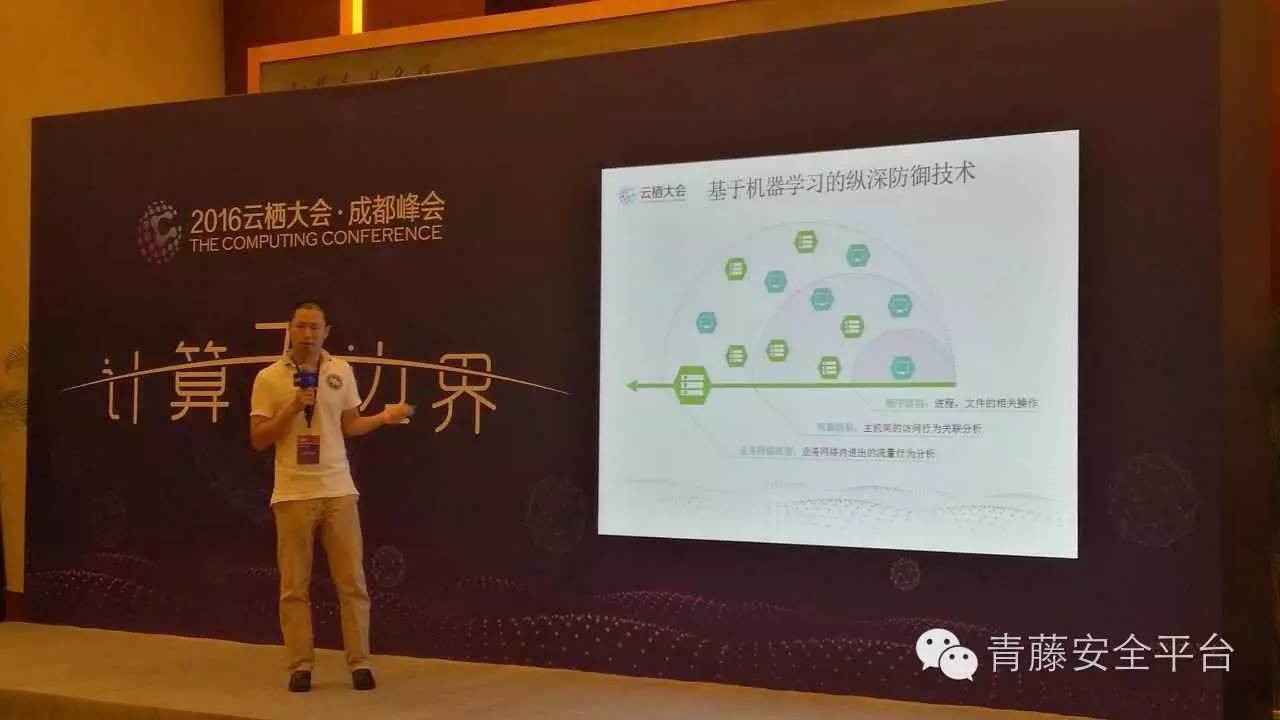 2016云栖大会·成都峰会
THE COMPUTING CONFERENCE
计算 边界
云栖大会
基于机器学习的纵深防御技术
进程,文件的相关操作
主机间的访问行为关联分析
业务网络内进出的流量行为分析
青藤安全平台